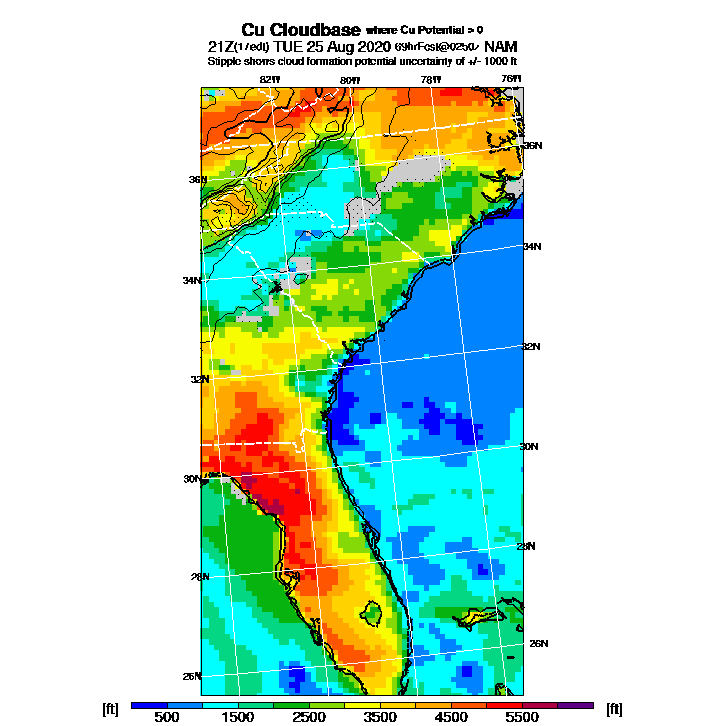 Cu Cloudbase where Cu Potential > 0
21Z(17edt) TUE 25 Aug 2020 NAM
Stipple shows cloud formation potential uncertainty of +/- 1000 ft
82W 80W 78W 76W
36N 36N
34N 34N
32N 32N
30N 30N
28N 28N
26N 26N
[ft] 500 1500 2500 3500 4500 5500 [ft]